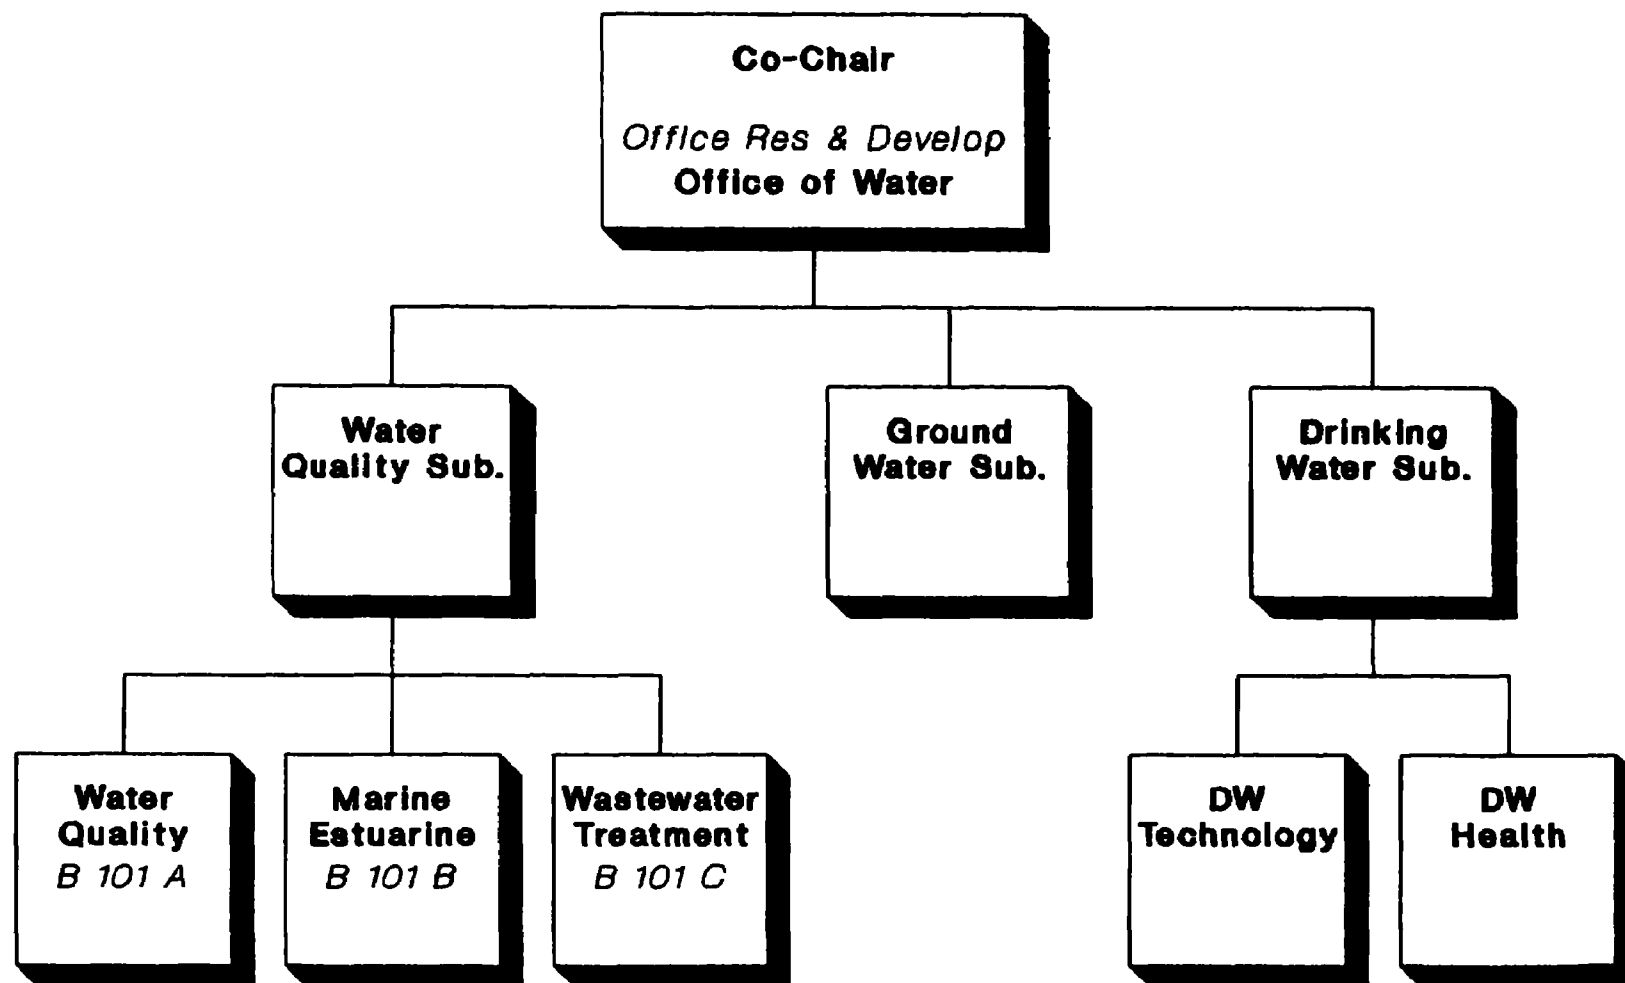 Co-Chair
Office Res & Develop
Office of Water
Water
Quality Sub.
Ground
Water Sub.
Drinking
Water Sub.
Water
Quality
B 101 A
Marine
Estuarine
B 101 B
Wastewater
Treatment
B 101 C
DW
Technology
DW
Health